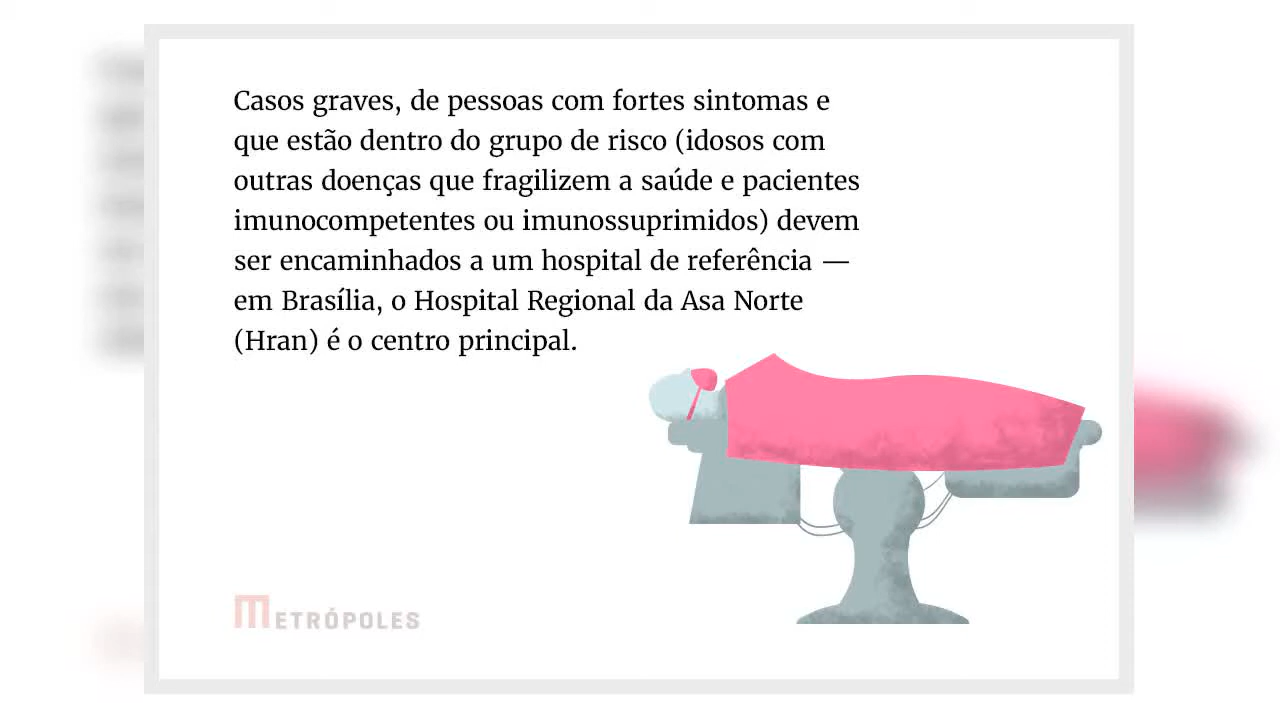 Casos graves, de pessoas com fortes sintomas e
que estão dentro do grupo de risco (idosos com
outras doenças que fragilizem a saúde e pacientes
imunocompetentes ou imunossuprimidos) devem
ser encaminhados a um hospital de referência —
em Brasília, o Hospital Regional da Asa Norte
(Hran) é o centro principal.
METRÓPOLES